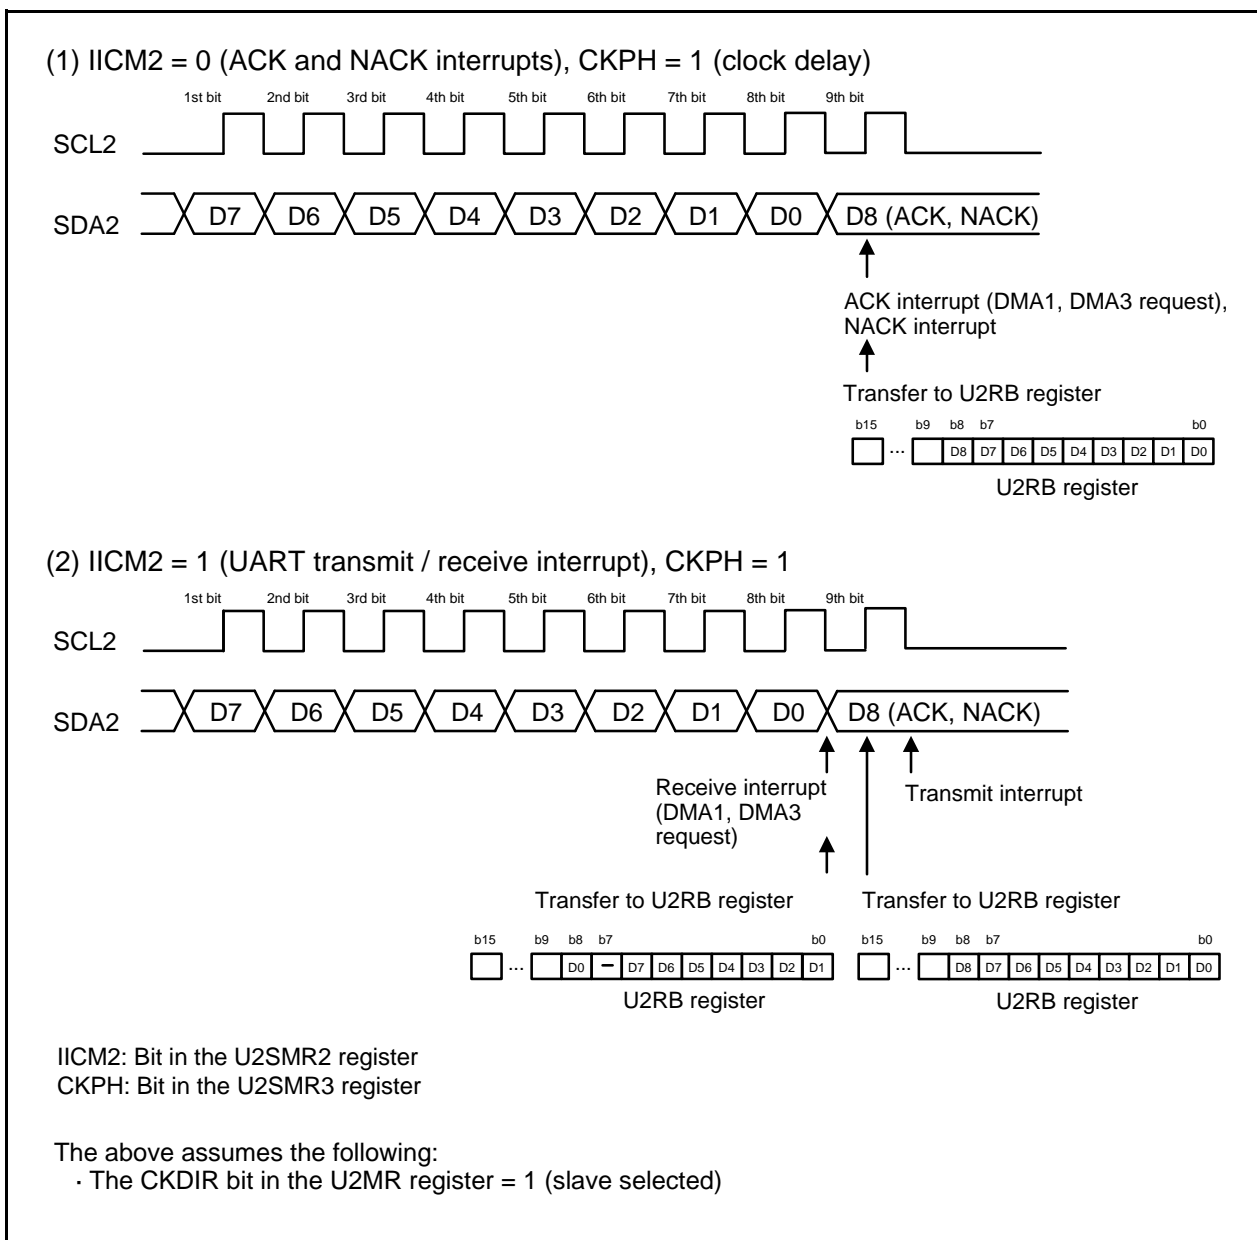 (1) IICM2 = 0 (ACK and NACK interrupts), CKPH = 1 (clock delay)
1st bit 2nd bit 3rd bit 4th bit 5th bit 6th bit 7th bit 8th bit 9th bit
SCL2
SDA2 D7 D6 D5 D4 D3 D2 D1 D0 D8 (ACK, NACK)
ACK interrupt (DMA1, DMA3 request),
NACK interrupt
Transfer to U2RB register
b15 b9 b8 b7 b0
... D8 D7 D6 D5 D4 D3 D2 D1 D0
U2RB register
(2) IICM2 = 1 (UART transmit / receive interrupt), CKPH = 1
1st bit 2nd bit 3rd bit 4th bit 5th bit 6th bit 7th bit 8th bit 9th bit
SCL2
SDA2 D7 D6 D5 D4 D3 D2 D1 D0 D8 (ACK, NACK)
Receive interrupt
(DMA1, DMA3
request)
Transmit interrupt
Transfer to U2RB register
b15 b9 b8 b7 b0
... D0 – D7 D6 D5 D4 D3 D2 D1
U2RB register
Transfer to U2RB register
b15 b9 b8 b7 b0
... D8 D7 D6 D5 D4 D3 D2 D1 D0
U2RB register
IICM2: Bit in the U2SMR2 register
CKPH: Bit in the U2SMR3 register
The above assumes the following:
· The CKDIR bit in the U2MR register = 1 (slave selected)